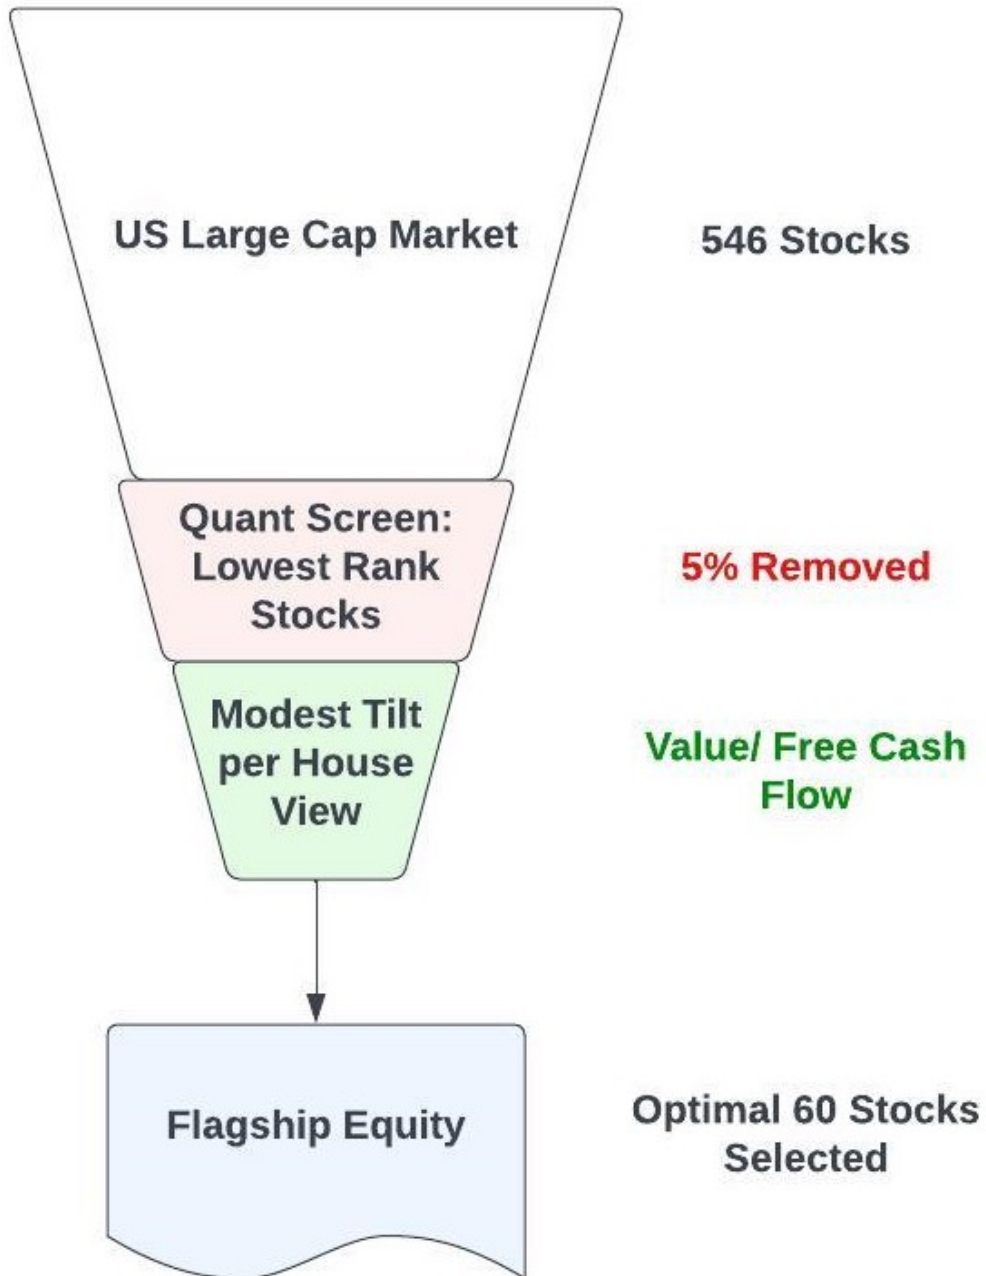 US Large Cap Market
546 Stocks
Quant Screen:
Lowest Rank
Stocks
5% Removed
Modest Tilt
per House
View
Value/ Free Cash
Flow
Flagship Equity
Optimal 60 Stocks
Selected